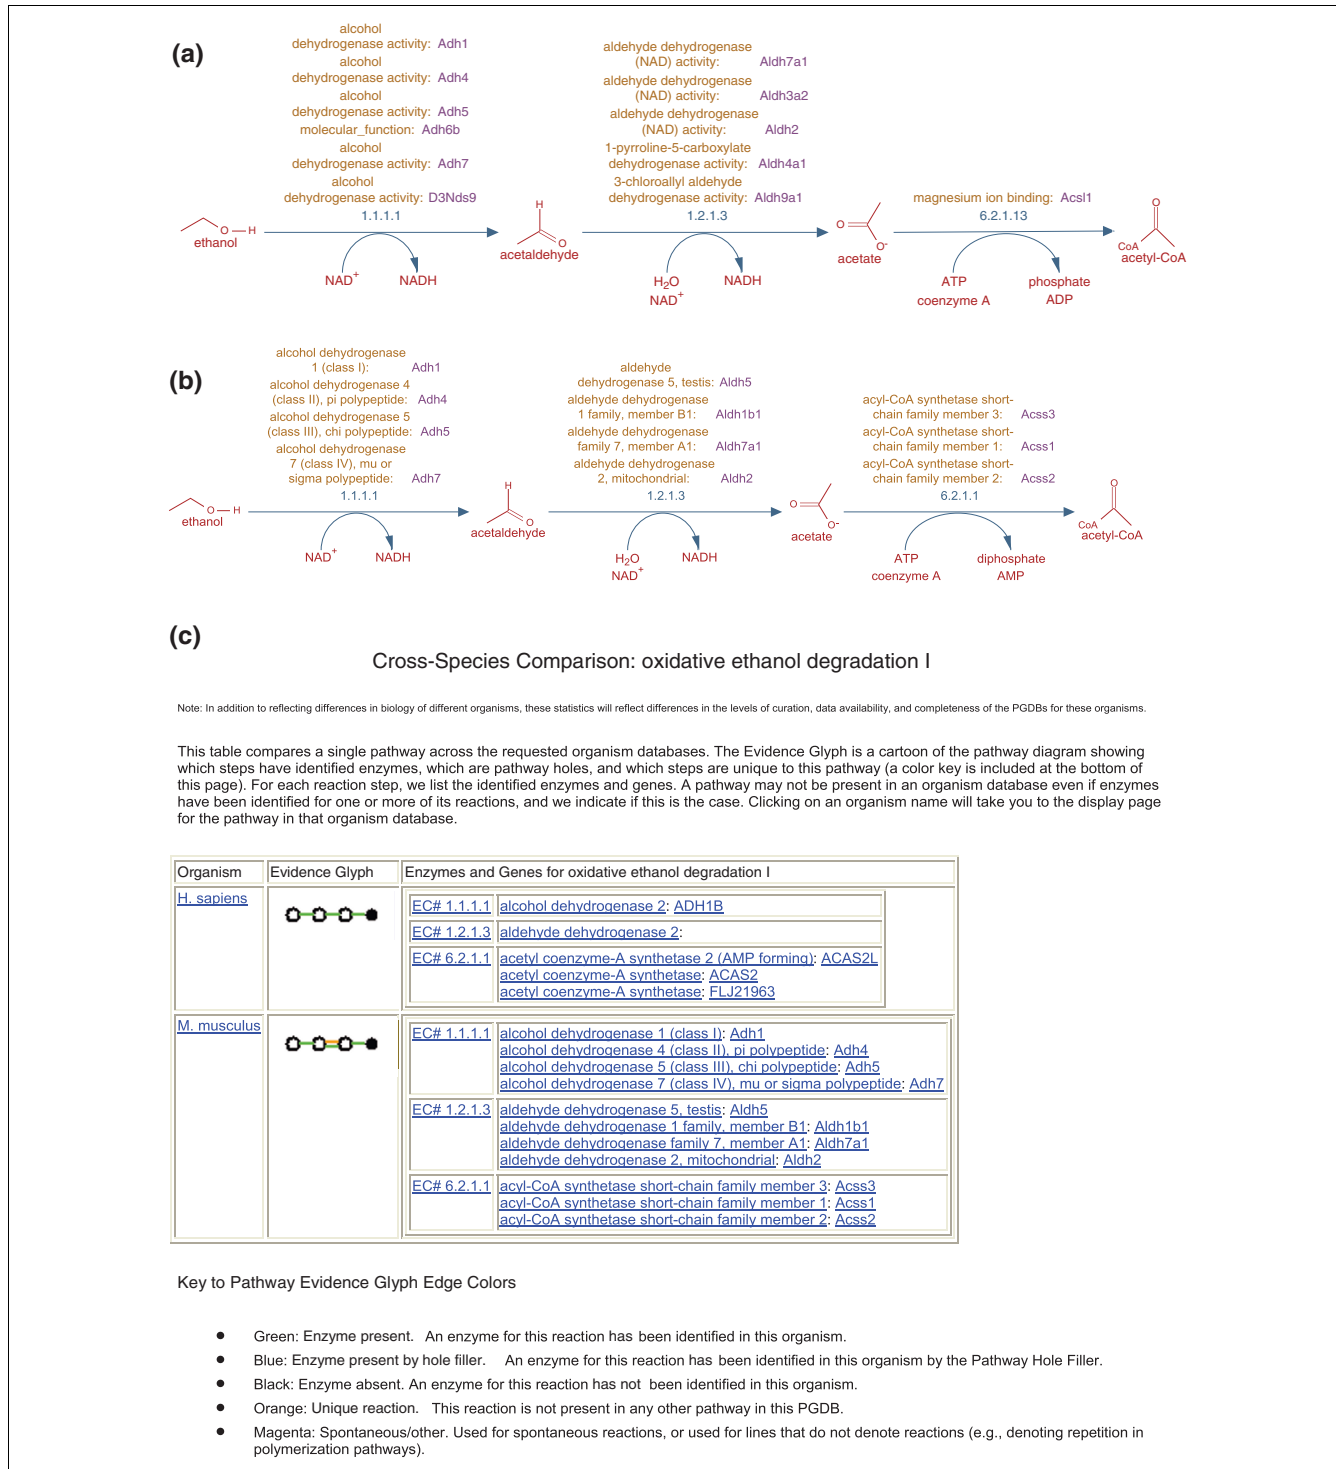 (a)
alcohol
dehydrogenase activity: Adh1
alcohol
dehydrogenase activity: Adh4
alcohol
dehydrogenase activity: Adh5
molecular_function: Adh6b
alcohol
dehydrogenase activity: Adh7
alcohol
dehydrogenase activity: D3Nds9
1.1.1.1
aldehyde dehydrogenase
(NAD) activity: Aldh7a1
aldehyde dehydrogenase
(NAD) activity: Aldh3a2
aldehyde dehydrogenase
(NAD) activity: Aldh2
1-pyrroline-5-carboxylate
dehydrogenase activity: Aldh4a1
3-chloroallyl aldehyde
dehydrogenase activity: Aldh9a1
1.2.1.3
magnesium ion binding: Acsl1
6.2.1.13
O H
ethanol
H
O
acetaldehyde
O
O-
acetate
O
CoA
acetyl-CoA
NAD+ NADH
H2O NADH
NAD+
ATP phosphate
coenzyme A ADP
(b)
alcohol dehydrogenase
1 (class I): Adh1
alcohol dehydrogenase 4
(class II), pi polypeptide: Adh4
alcohol dehydrogenase 5
(class III), chi polypeptide: Adh5
alcohol dehydrogenase
7 (class IV), mu or
sigma polypeptide: Adh7
1.1.1.1
aldehyde
dehydrogenase 5, testis: Aldh5
aldehyde dehydrogenase
1 family, member B1: Aldh1b1
aldehyde dehydrogenase
family 7, member A1: Aldh7a1
aldehyde dehydrogenase
2, mitochondrial: Aldh2
1.2.1.3
acyl-CoA synthetase short-
chain family member 3: Acss3
acyl-CoA synthetase short-
chain family member 1: Acss1
acyl-CoA synthetase short-
chain family member 2: Acss2
6.2.1.1
O H
ethanol
H
O
acetaldehyde
O
O-
acetate
O
CoA
acetyl-CoA
NAD+ NADH
H2O NADH
NAD+
ATP diphosphate
coenzyme A AMP
(c)
Cross-Species Comparison: oxidative ethanol degradation I
Note: In addition to reflecting differences in biology of different organisms, these statistics will reflect differences in the levels of curation, data availability, and completeness of the PGDBs for these organisms.
This table compares a single pathway across the requested organism databases. The Evidence Glyph is a cartoon of the pathway diagram showing
which steps have identified enzymes, which are pathway holes, and which steps are unique to this pathway (a color key is included at the bottom of
this page). For each reaction step, we list the identified enzymes and genes. A pathway may not be present in an organism database even if enzymes
have been identified for one or more of its reactions, and we indicate if this is the case. Clicking on an organism name will take you to the display page
for the pathway in that organism database.
Organism Evidence Glyph Enzymes and Genes for oxidative ethanol degradation I
H. sapiens
EC# 1.1.1.1 alcohol dehydrogenase 2: ADH1B
EC# 1.2.1.3 aldehyde dehydrogenase 2:
EC# 6.2.1.1 acetyl coenzyme-A synthetase 2 (AMP forming): ACAS2L
acetyl coenzyme-A synthetase: ACAS2
acetyl coenzyme-A synthetase: FLJ21963
M. musculus
EC# 1.1.1.1 alcohol dehydrogenase 1 (class I): Adh1
alcohol dehydrogenase 4 (class II), pi polypeptide: Adh4
alcohol dehydrogenase 5 (class III), chi polypeptide: Adh5
alcohol dehydrogenase 7 (class IV), mu or sigma polypeptide: Adh7
EC# 1.2.1.3 aldehyde dehydrogenase 5, testis: Aldh5
aldehyde dehydrogenase 1 family, member B1: Aldh1b1
aldehyde dehydrogenase family 7, member A1: Aldh7a1
aldehyde dehydrogenase 2, mitochondrial: Aldh2
EC# 6.2.1.1 acyl-CoA synthetase short-chain family member 3: Acss3
acyl-CoA synthetase short-chain family member 1: Acss1
acyl-CoA synthetase short-chain family member 2: Acss2
Key to Pathway Evidence Glyph Edge Colors
• Green: Enzyme present. An enzyme for this reaction has been identified in this organism.
• Blue: Enzyme present by hole filler. An enzyme for this reaction has been identified in this organism by the Pathway Hole Filler.
• Black: Enzyme absent. An enzyme for this reaction has not been identified in this organism.
• Orange: Unique reaction. This reaction is not present in any other pathway in this PGDB.
• Magenta: Spontaneous/other. Used for spontaneous reactions, or used for lines that do not denote reactions (e.g., denoting repetition in
polymerization pathways).